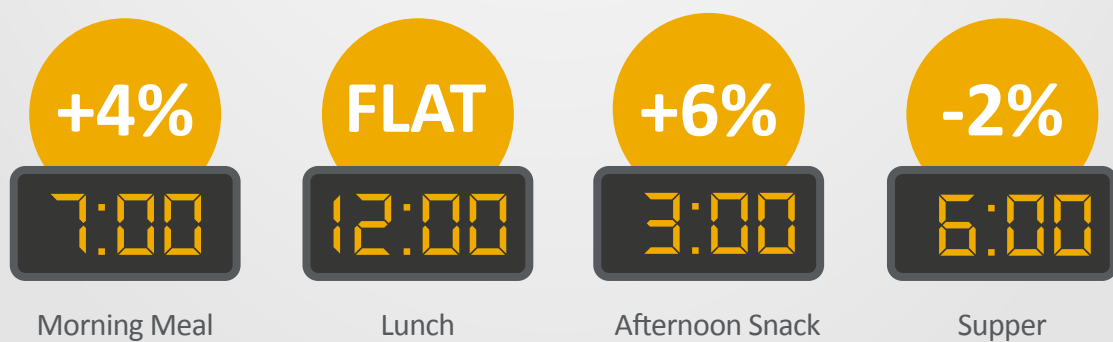 +4%
FLAT
+6%
-2%
7:00
12:00
3:00
6:00
Morning Meal
Lunch
Afternoon Snack
Supper